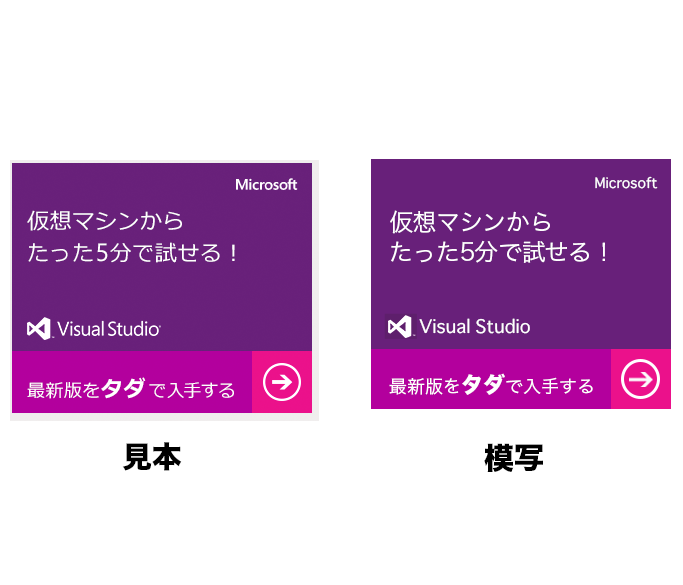 Microsoft
仮想マシンから
たった5分で試せる！
Visual Studio
最新版をタダで入手する
見本
Microsoft
仮想マシンから
たった5分で試せる！
Visual Studio
最新版をタダで入手する
模写